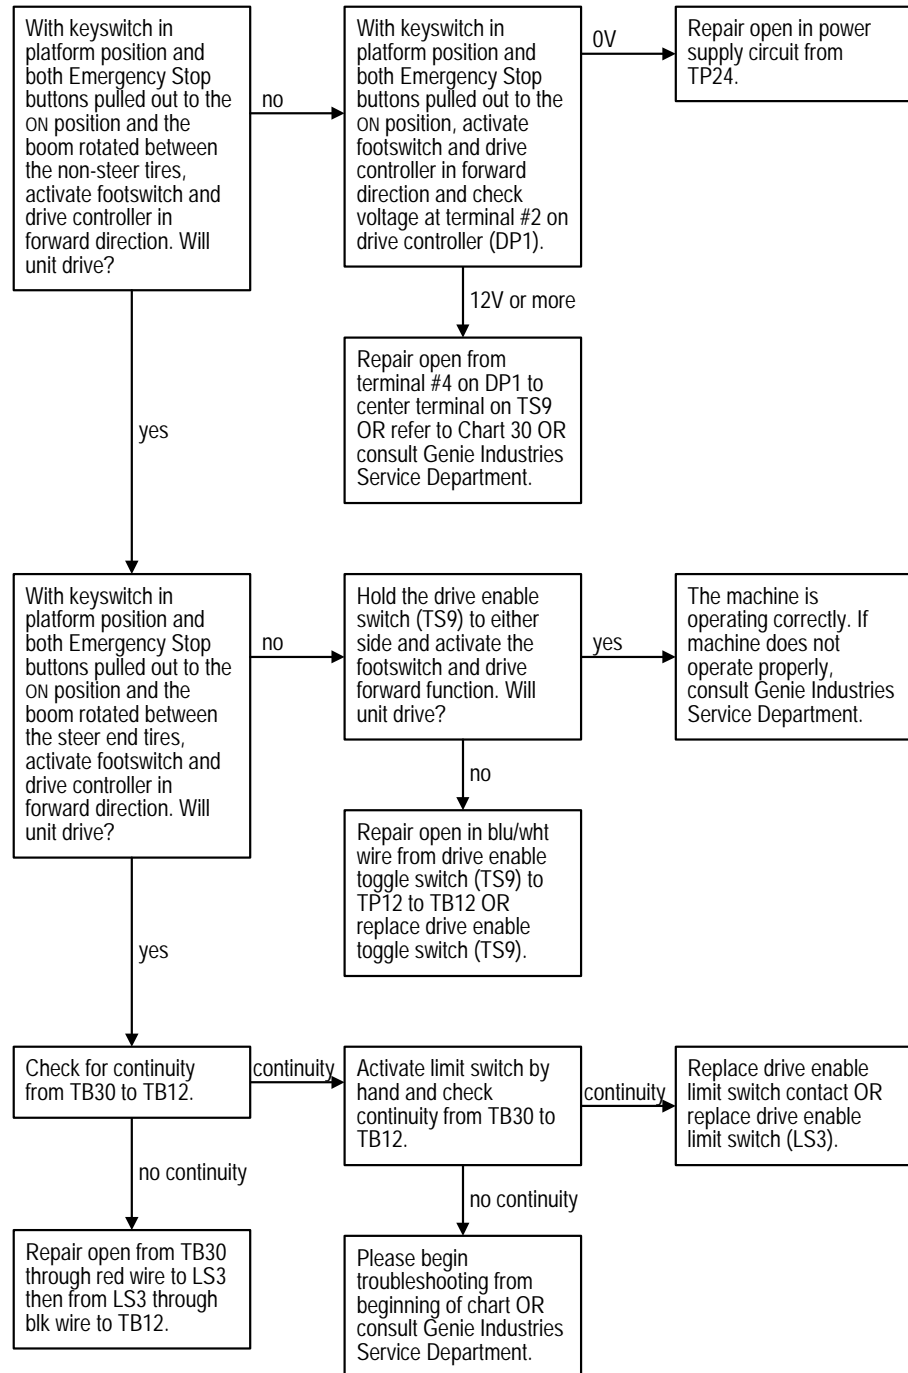 With keyswitch in
platform position and
both Emergency Stop
buttons pulled out to the
ON position and the
boom rotated between
the non-steer tires,
activate footswitch and
drive controller in
forward direction. Will
unit drive?
no
With keyswitch in
platform position and
both Emergency Stop
buttons pulled out to the
ON position, activate
footswitch and drive
controller in forward
direction and check
voltage at terminal #2 on
drive controller (DP1).
0V
Repair open in power
supply circuit from
TP24.
12V or more
Repair open from
terminal #4 on DP1 to
center terminal on TS9
OR refer to Chart 30 OR
consult Genie Industries
Service Department.
yes
With keyswitch in
platform position and
both Emergency Stop
buttons pulled out to the
ON position and the
boom rotated between
the steer end tires,
activate footswitch and
drive controller in
forward direction. Will
unit drive?
no
Hold the drive enable
switch (TS9) to either
side and activate the
footswitch and drive
forward function. Will
unit drive?
yes
The machine is
operating correctly. If
machine does not
operate properly,
consult Genie Industries
Service Department.
no
Repair open in blu/wht
wire from drive enable
toggle switch (TS9) to
TP12 to TB12 OR
replace drive enable
toggle switch (TS9).
yes
Check for continuity
from TB30 to TB12.
continuity
Activate limit switch by
hand and check
continuity from TB30 to
TB12.
continuity
Replace drive enable
limit switch contact OR
replace drive enable
limit switch (LS3).
no continuity
Repair open from TB30
through red wire to LS3
then from LS3 through
blk wire to TB12.
no continuity
Please begin
troubleshooting from
beginning of chart OR
consult Genie Industries
Service Department.